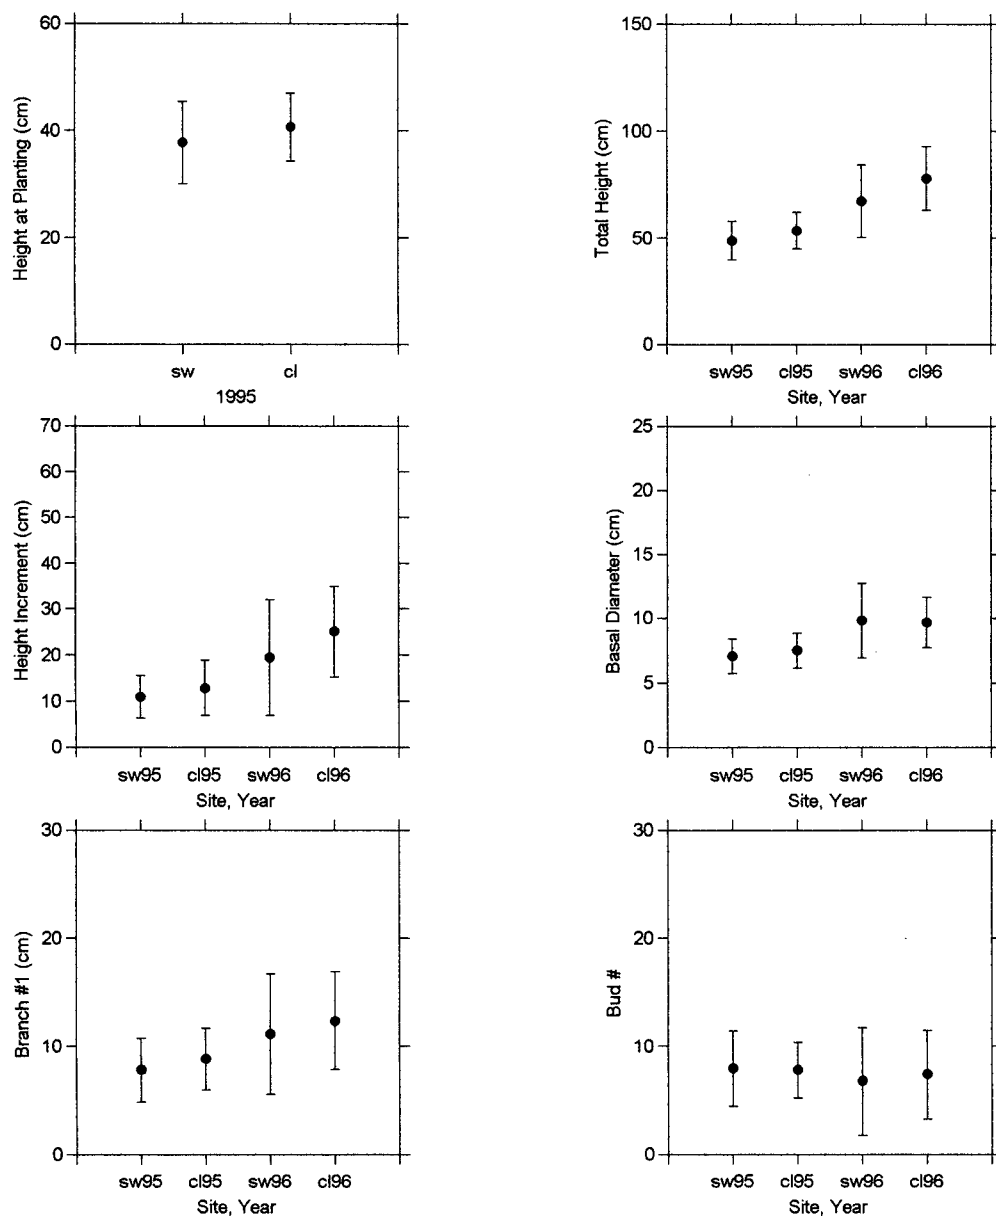 Height at Planting (cm)
60
40
20
0
sw cl
1995
Total Height (cm)
150
100
50
0
sw95 cl95 sw96 cl96
Site, Year
Height Increment (cm)
70
60
50
40
30
20
10
0
sw95 cl95 sw96 cl96
Site, Year
Basal Diameter (cm)
25
20
15
10
5
0
sw95 cl95 sw96 cl96
Site, Year
Branch #1 (cm)
30
20
10
0
sw95 cl95 sw96 cl96
Site, Year
Bud #
30
20
10
0
sw95 cl95 sw96 cl96
Site, Year